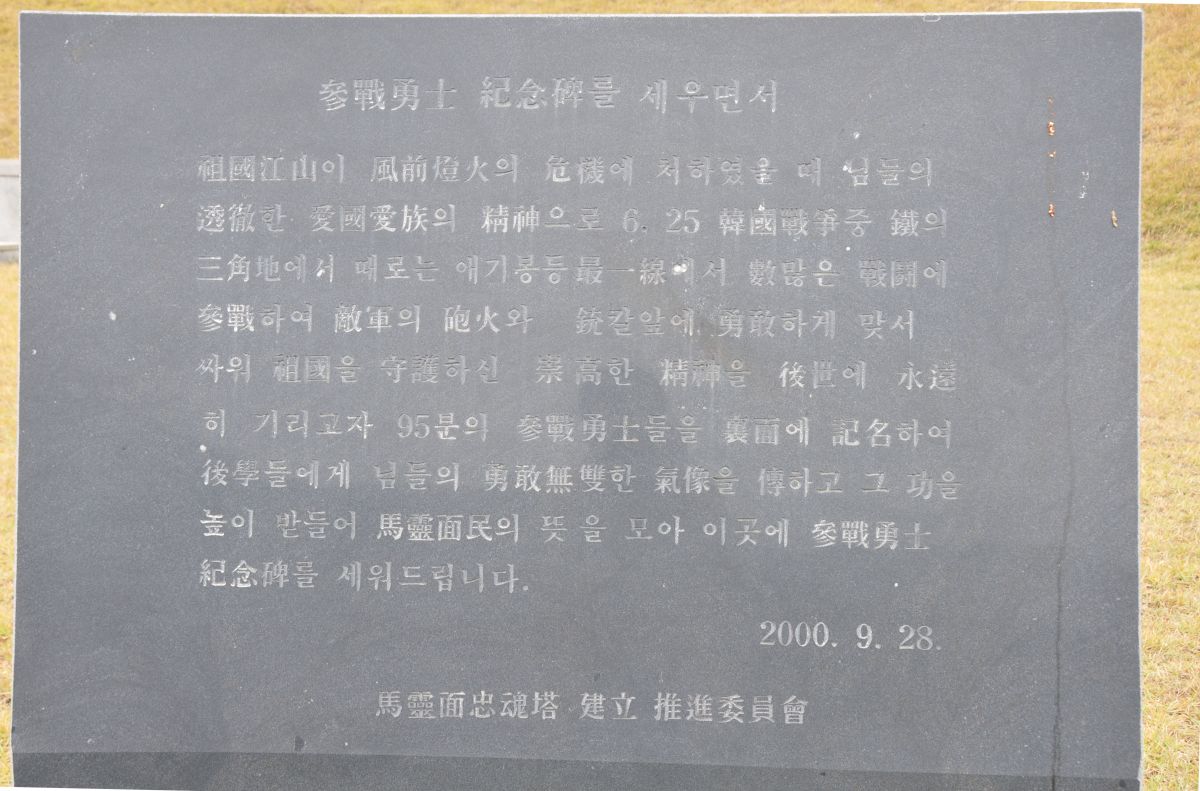 參戰勇士 紀念碑를 세우면서
祖國江山이 風前燈火의 危機에 처하였을 때 님들의
透徹한 愛國愛族의 精神으로 6. 25 韓國戰爭중 鐵의
三角地에서 때로는 애기봉등 最一線에서 數많은 戰鬪에
參戰하여 敵軍의 砲火와 銃칼앞에 勇敢하게 맞서
싸워 祖國을 守護하신 崇高한 精神을 後世에 永遠
히 기리고자 95분의 參戰勇士들을 裏面에 記名하여
後學들에게 님들의 勇敢無雙한 氣像을 傳하고 그 功을
높이 받들어 馬靈面民의 뜻을 모아 이곳에 參戰勇士
紀念碑를 세워드립니다.
2000. 9. 28.
馬靈面忠魂塔 建立 推進委員會